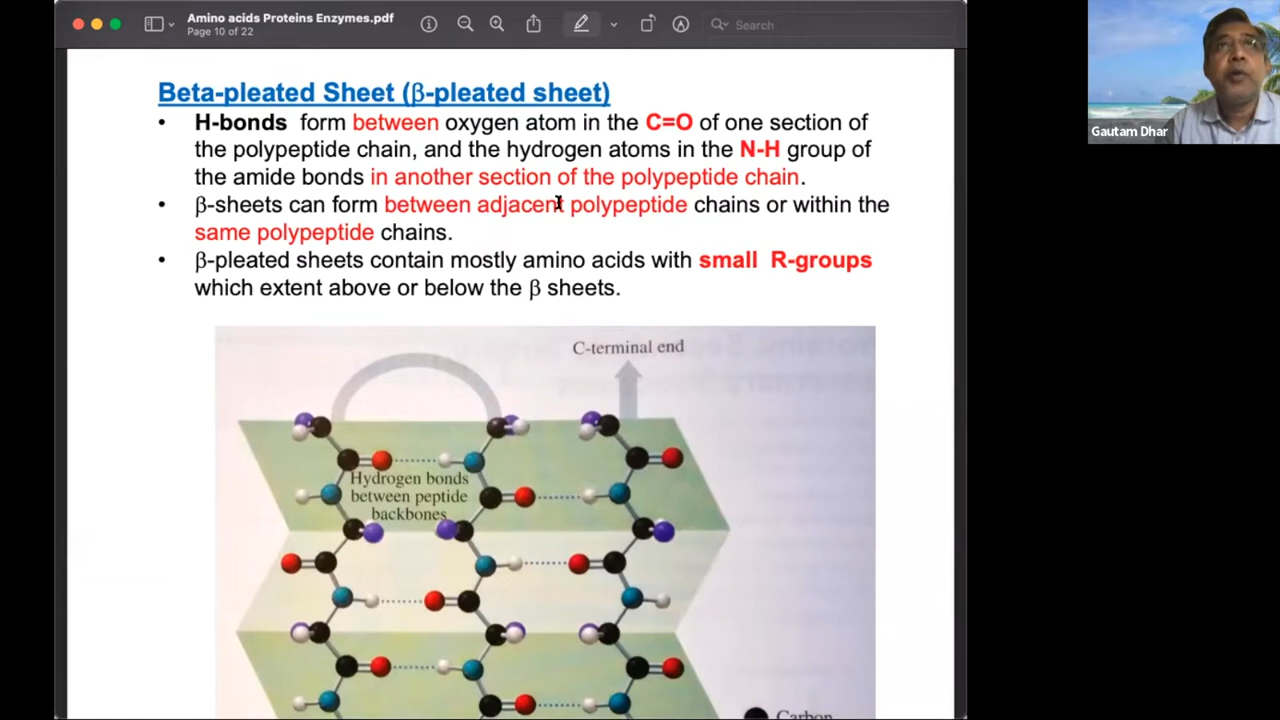 Amino acids Proteins Enzymes.pdf
Page 10 of 22
Search
Gautam Dhar
Beta-pleated Sheet (β-pleated sheet)
• H-bonds form between oxygen atom in the C=O of one section of
the polypeptide chain, and the hydrogen atoms in the N-H group of
the amide bonds in another section of the polypeptide chain.
• β-sheets can form between adjacent polypeptide chains or within the
same polypeptide chains.
• β-pleated sheets contain mostly amino acids with small R-groups
which extent above or below the β sheets.
C-terminal end
Hydrogen bonds
between peptide
backbones
Carbon